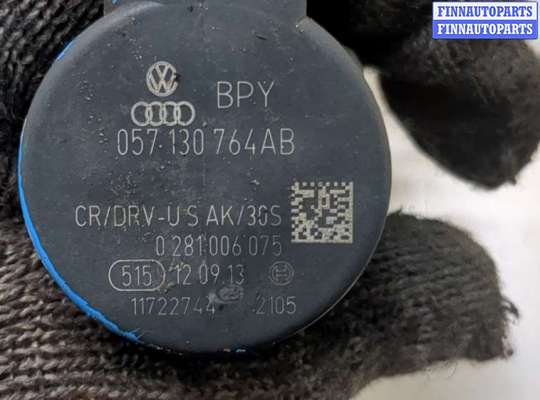 FINNAUTOPARTS
FINNAUTOPARTS
BPY
057 130 764AB
CR/DRV-U S AK/30S
0 281 006 075
515 12 09 13
11722744 2105